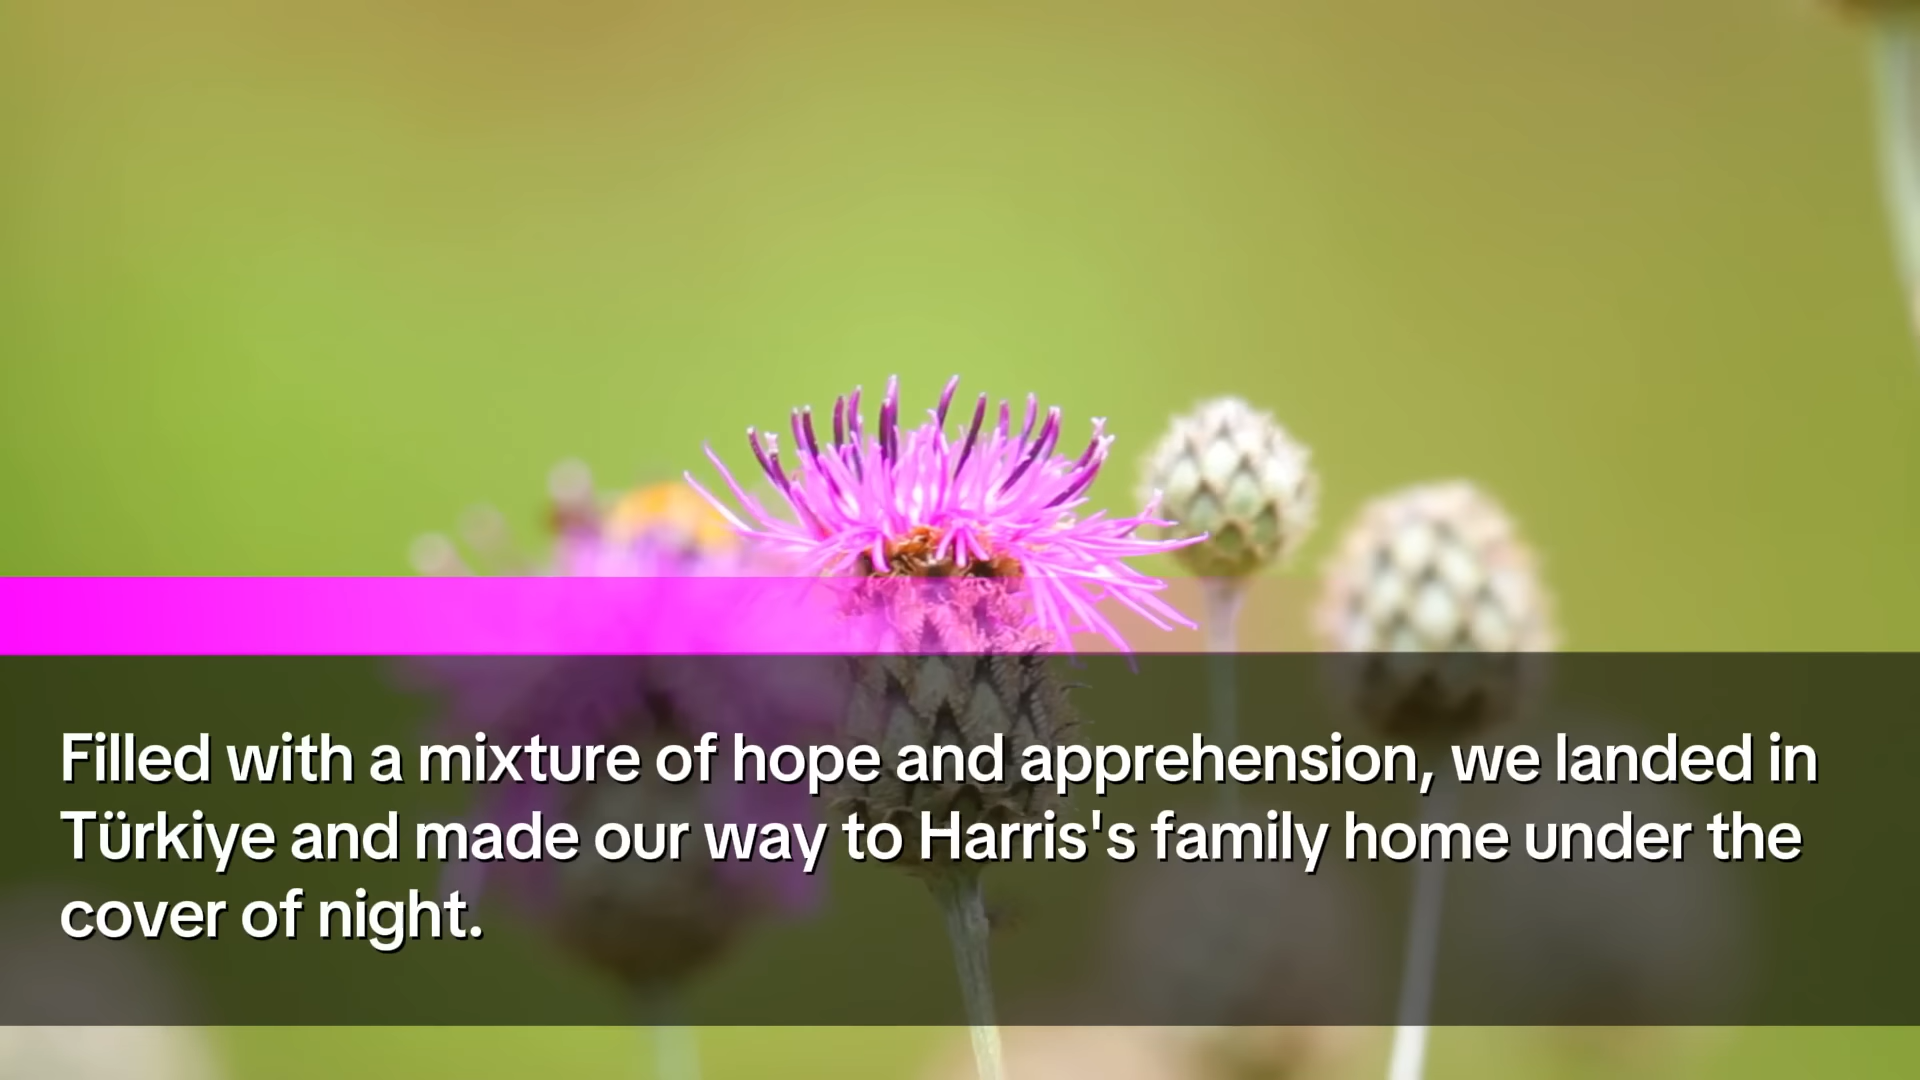 Filled with a mixture of hope and apprehension, we landed in
Türkiye and made our way to Harris's family home under the
cover of night.